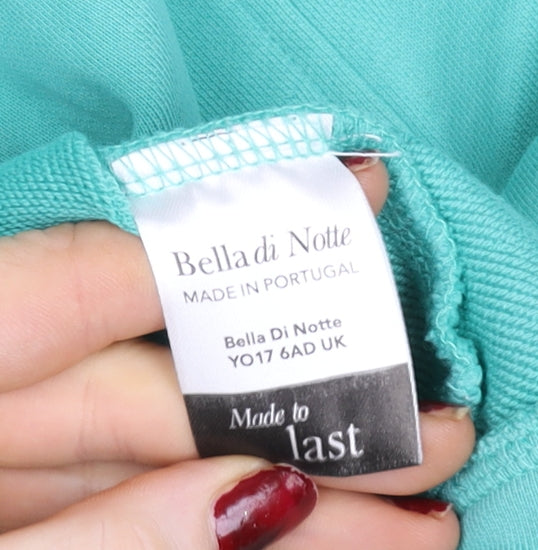 Bella di Notte
MADE IN PORTUGAL
Bella Di Notte
YO17 6AD UK
Made to
last